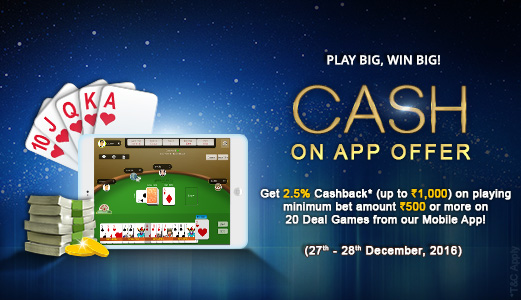 PLAY BIG, WIN BIG!
CASH
ON APP OFFER
Get 2.5% Cashback* (up to ₹1,000) on playing
minimum bet amount ₹500 or more on
20 Deal Games from our Mobile App!
(27th - 28th December, 2016)
*T&C Apply
10 J Q K A